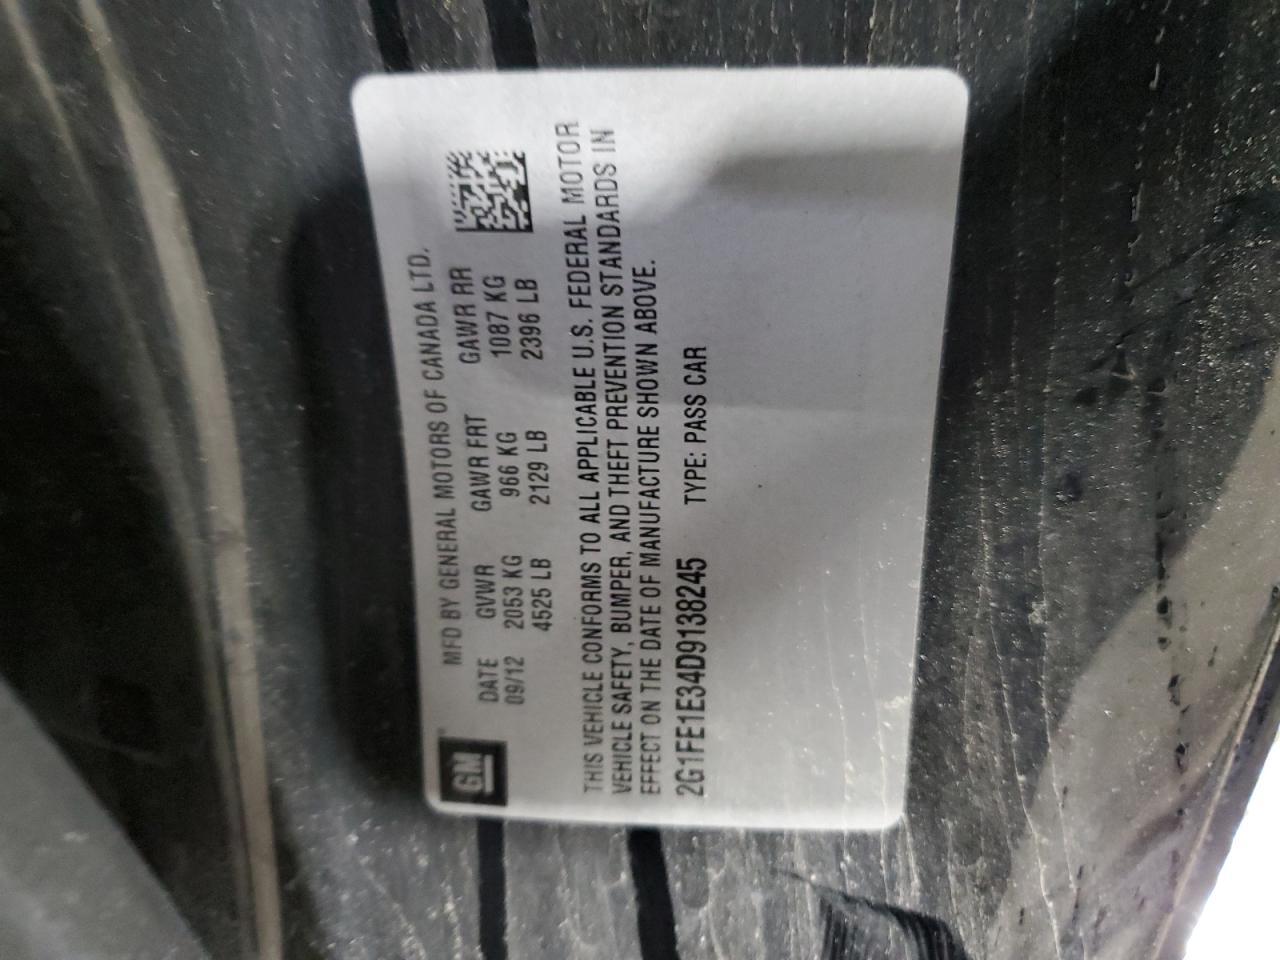 GM
MFD BY GENERAL MOTORS OF CANADA LTD.
DATE GVWR GAWR FRT GAWR RR
09/12 2053 KG 966 KG 1087 KG
4525 LB 2129 LB 2396 LB
THIS VEHICLE CONFORMS TO ALL APPLICABLE U.S. FEDERAL MOTOR
VEHICLE SAFETY, BUMPER, AND THEFT PREVENTION STANDARDS IN
EFFECT ON THE DATE OF MANUFACTURE SHOWN ABOVE.
2G1FE1E34D9138245 TYPE: PASS CAR